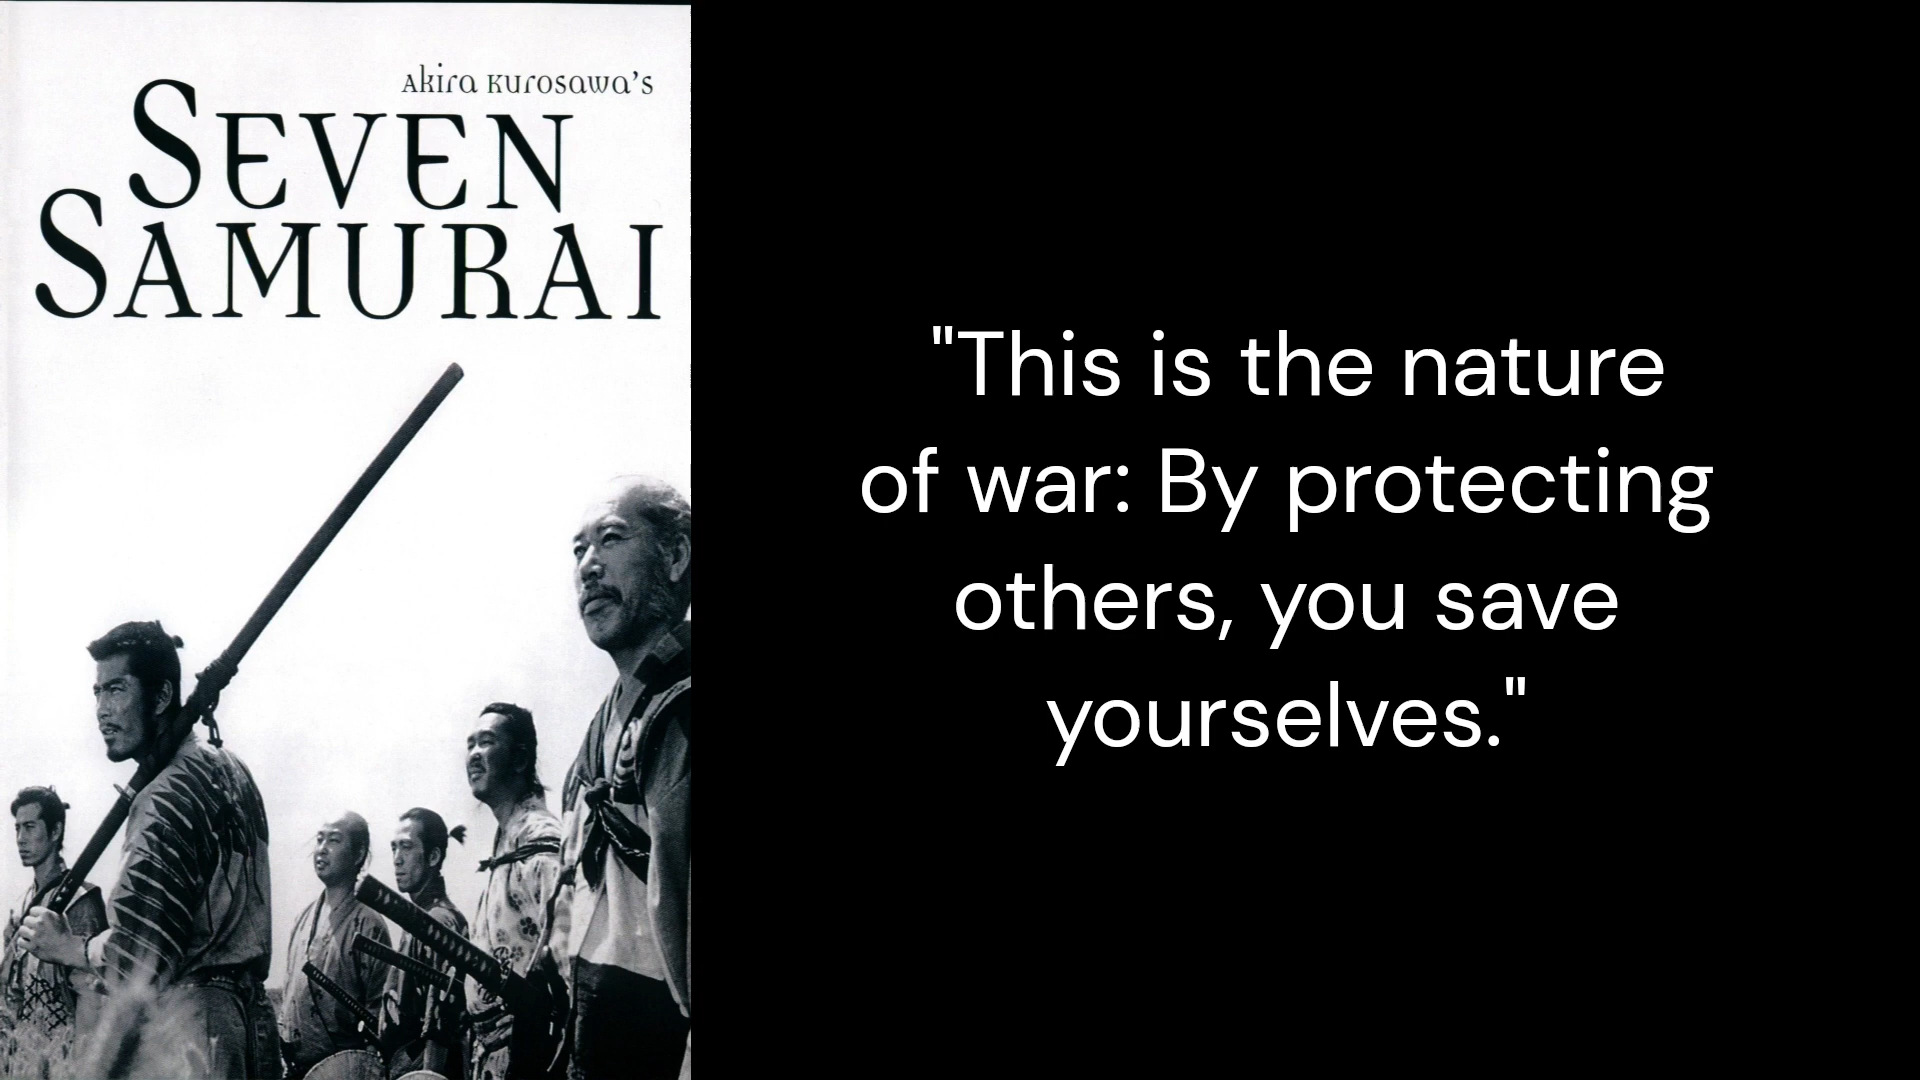 Akira Kurosawa's
SEVEN
SAMURAI
"This is the nature
of war: By protecting
others, you save
yourselves."